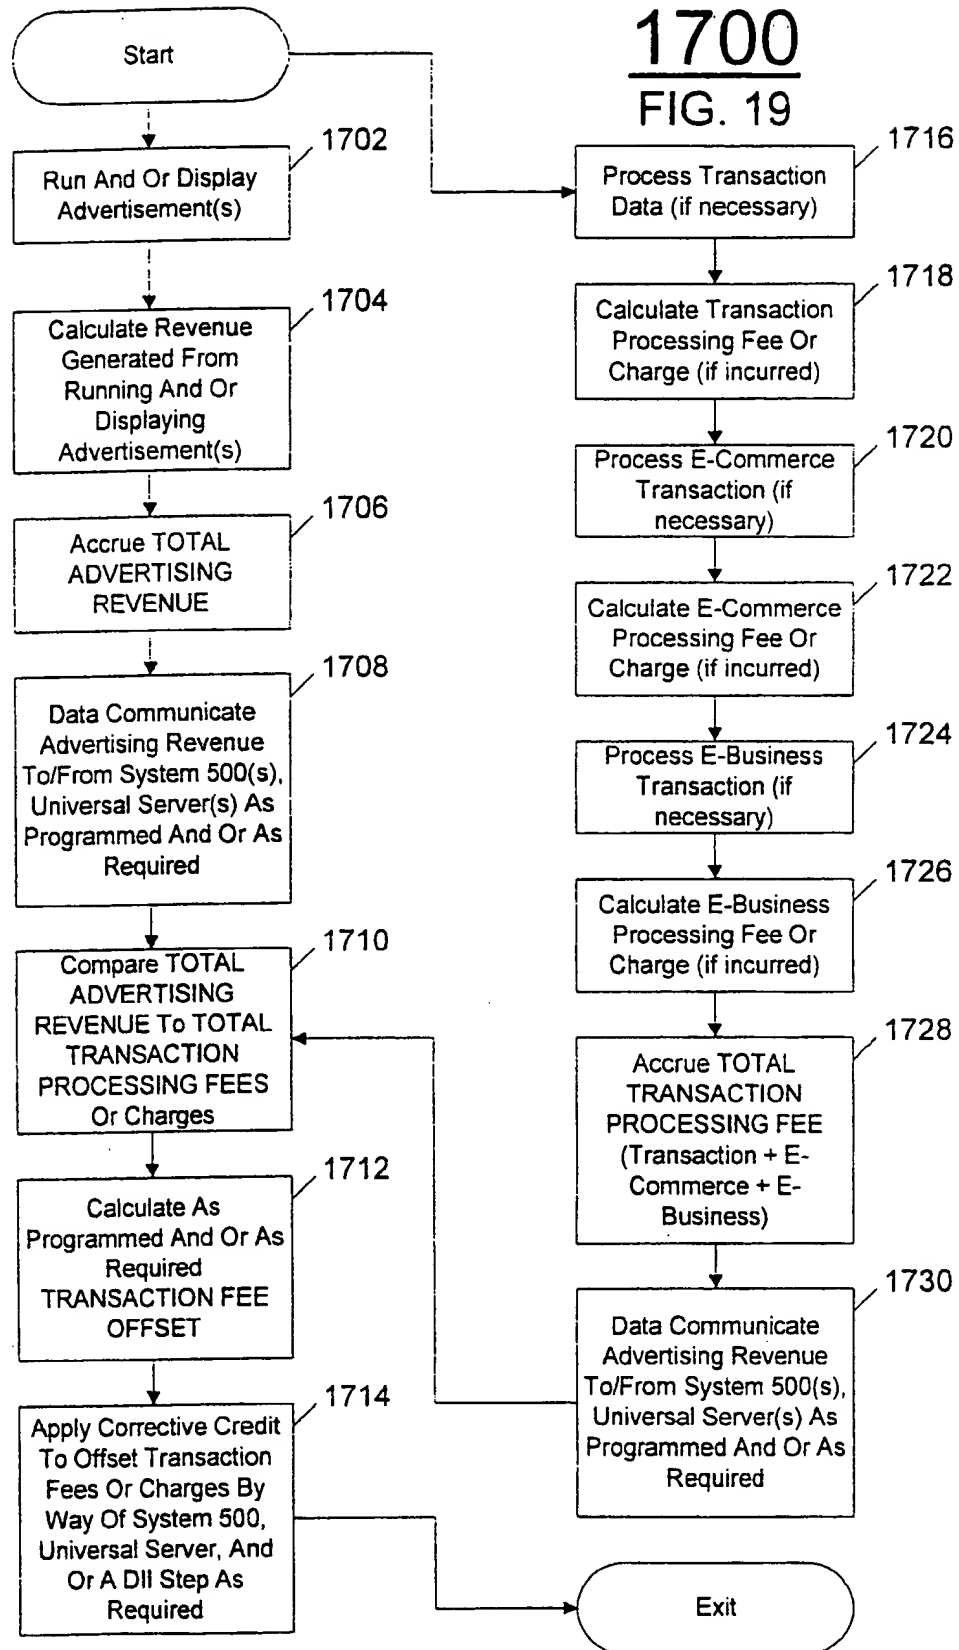 1700
FIG. 19
Start
1702
Run And Or Display
Advertisement(s)
1704
Calculate Revenue
Generated From
Running And Or
Displaying
Advertisement(s)
1706
Accrue TOTAL
ADVERTISING
REVENUE
1708
Data Communicate
Advertising Revenue
To/From System 500(s),
Universal Server(s) As
Programmed And Or As
Required
1710
Compare TOTAL
ADVERTISING
REVENUE To TOTAL
TRANSACTION
PROCESSING FEES
Or Charges
1712
Calculate As
Programmed And Or As
Required
TRANSACTION FEE
OFFSET
1714
Apply Corrective Credit
To Offset Transaction
Fees Or Charges By
Way Of System 500,
Universal Server, And
Or A DII Step As
Required
1716
Process Transaction
Data (if necessary)
1718
Calculate Transaction
Processing Fee Or
Charge (if incurred)
1720
Process E-Commerce
Transaction (if
necessary)
1722
Calculate E-Commerce
Processing Fee Or
Charge (if incurred)
1724
Process E-Business
Transaction (if
necessary)
1726
Calculate E-Business
Processing Fee Or
Charge (if incurred)
1728
Accrue TOTAL
TRANSACTION
PROCESSING FEE
(Transaction + E-
Commerce + E-
Business)
1730
Data Communicate
Advertising Revenue
To/From System 500(s),
Universal Server(s) As
Programmed And Or As
Required
Exit